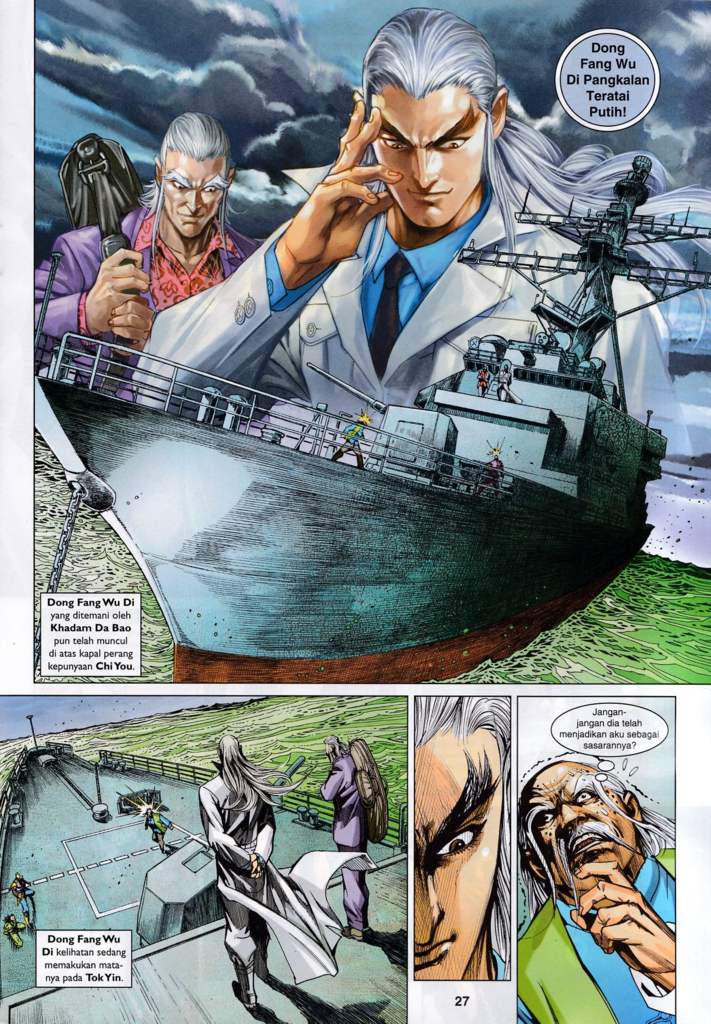 Dong
Fang Wu
Di Pangkalan
Teratai
Putih!
Dong Fang Wu Di
yang ditemani oleh
Khadam Da Bao
pun telah muncul
di atas kapal perang
kepunyaan Chi You.
Dong Fang Wu
Di kelihatan sedang
memakukan mata-
nya pada Tok Yin.
Jangan-
jangan dia telah
menjadikan aku sebagai
sasarannya?
27